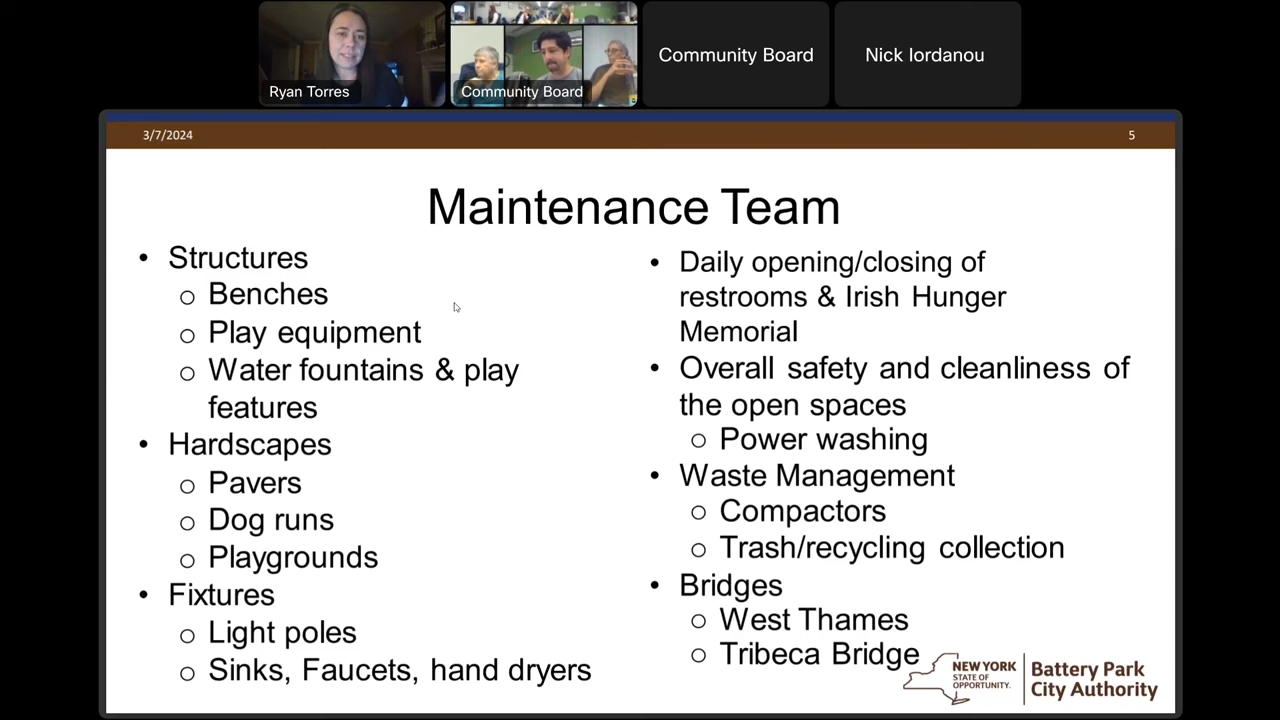 Ryan Torres
Community Board
Community Board
Nick Iordanou
3/7/2024
5
Maintenance Team
• Structures
o Benches
o Play equipment
o Water fountains & play
features
• Hardscapes
o Pavers
o Dog runs
o Playgrounds
• Fixtures
o Light poles
o Sinks, Faucets, hand dryers
• Daily opening/closing of
restrooms & Irish Hunger
Memorial
• Overall safety and cleanliness of
the open spaces
o Power washing
• Waste Management
o Compactors
o Trash/recycling collection
• Bridges
o West Thames
o Tribeca Bridge
NEW YORK
STATE OF
OPPORTUNITY.
Battery Park
City Authority